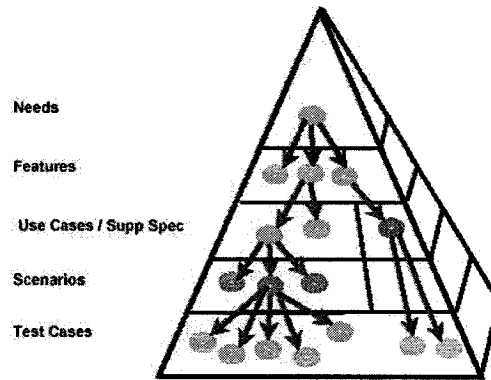 Needs
Features
Use Cases / Supp Spec
Scenarios
Test Cases